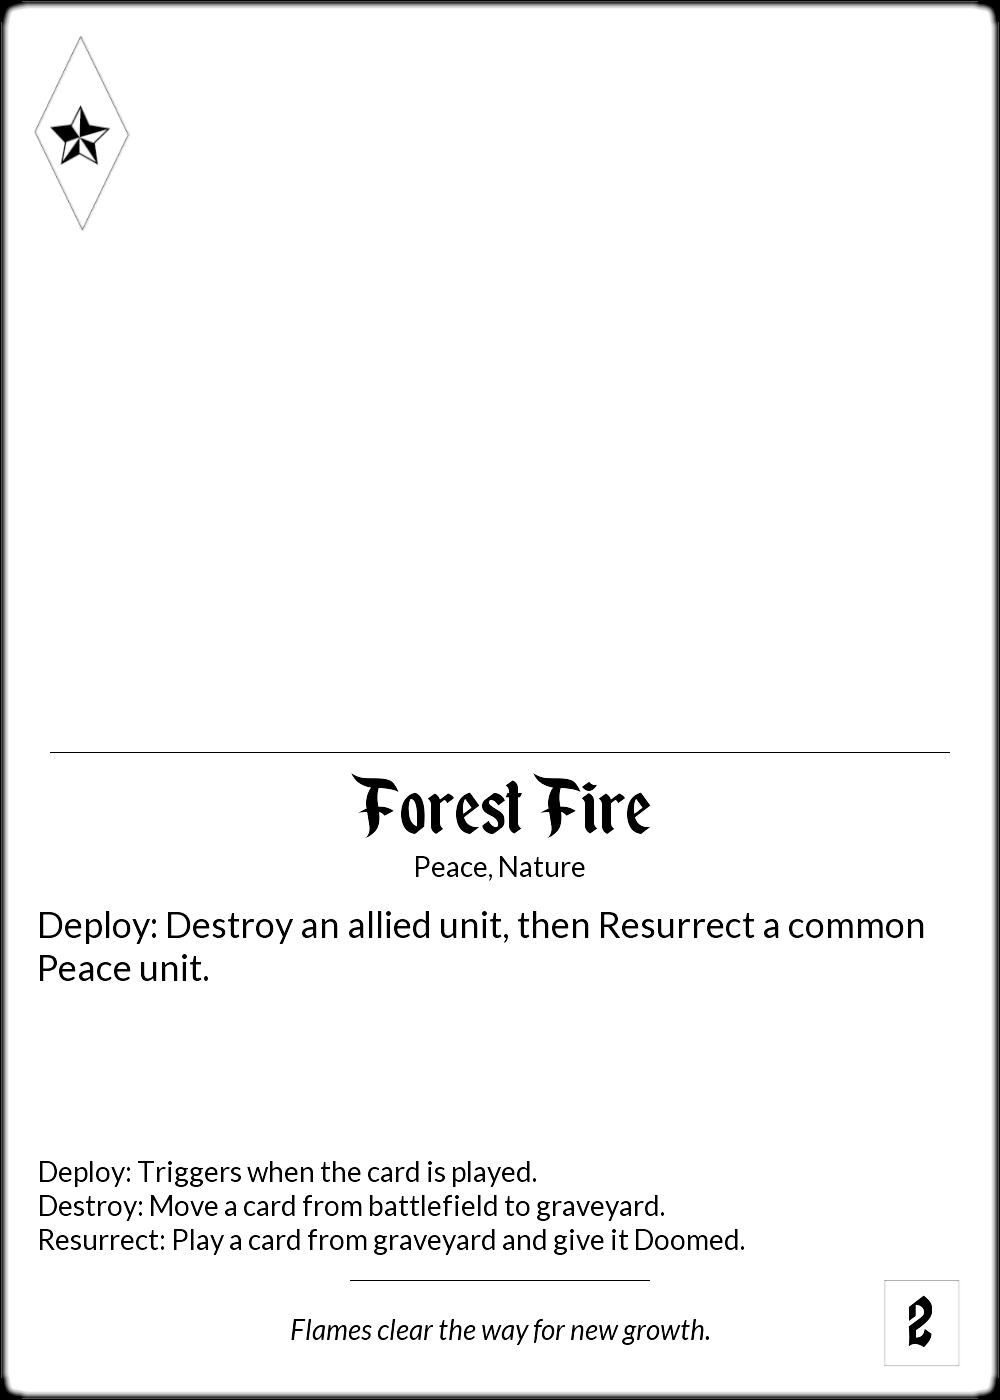 Forest Fire
Peace, Nature
Deploy: Destroy an allied unit, then Resurrect a common
Peace unit.
Deploy: Triggers when the card is played.
Destroy: Move a card from battlefield to graveyard.
Resurrect: Play a card from graveyard and give it Doomed.
Flames clear the way for new growth.
2